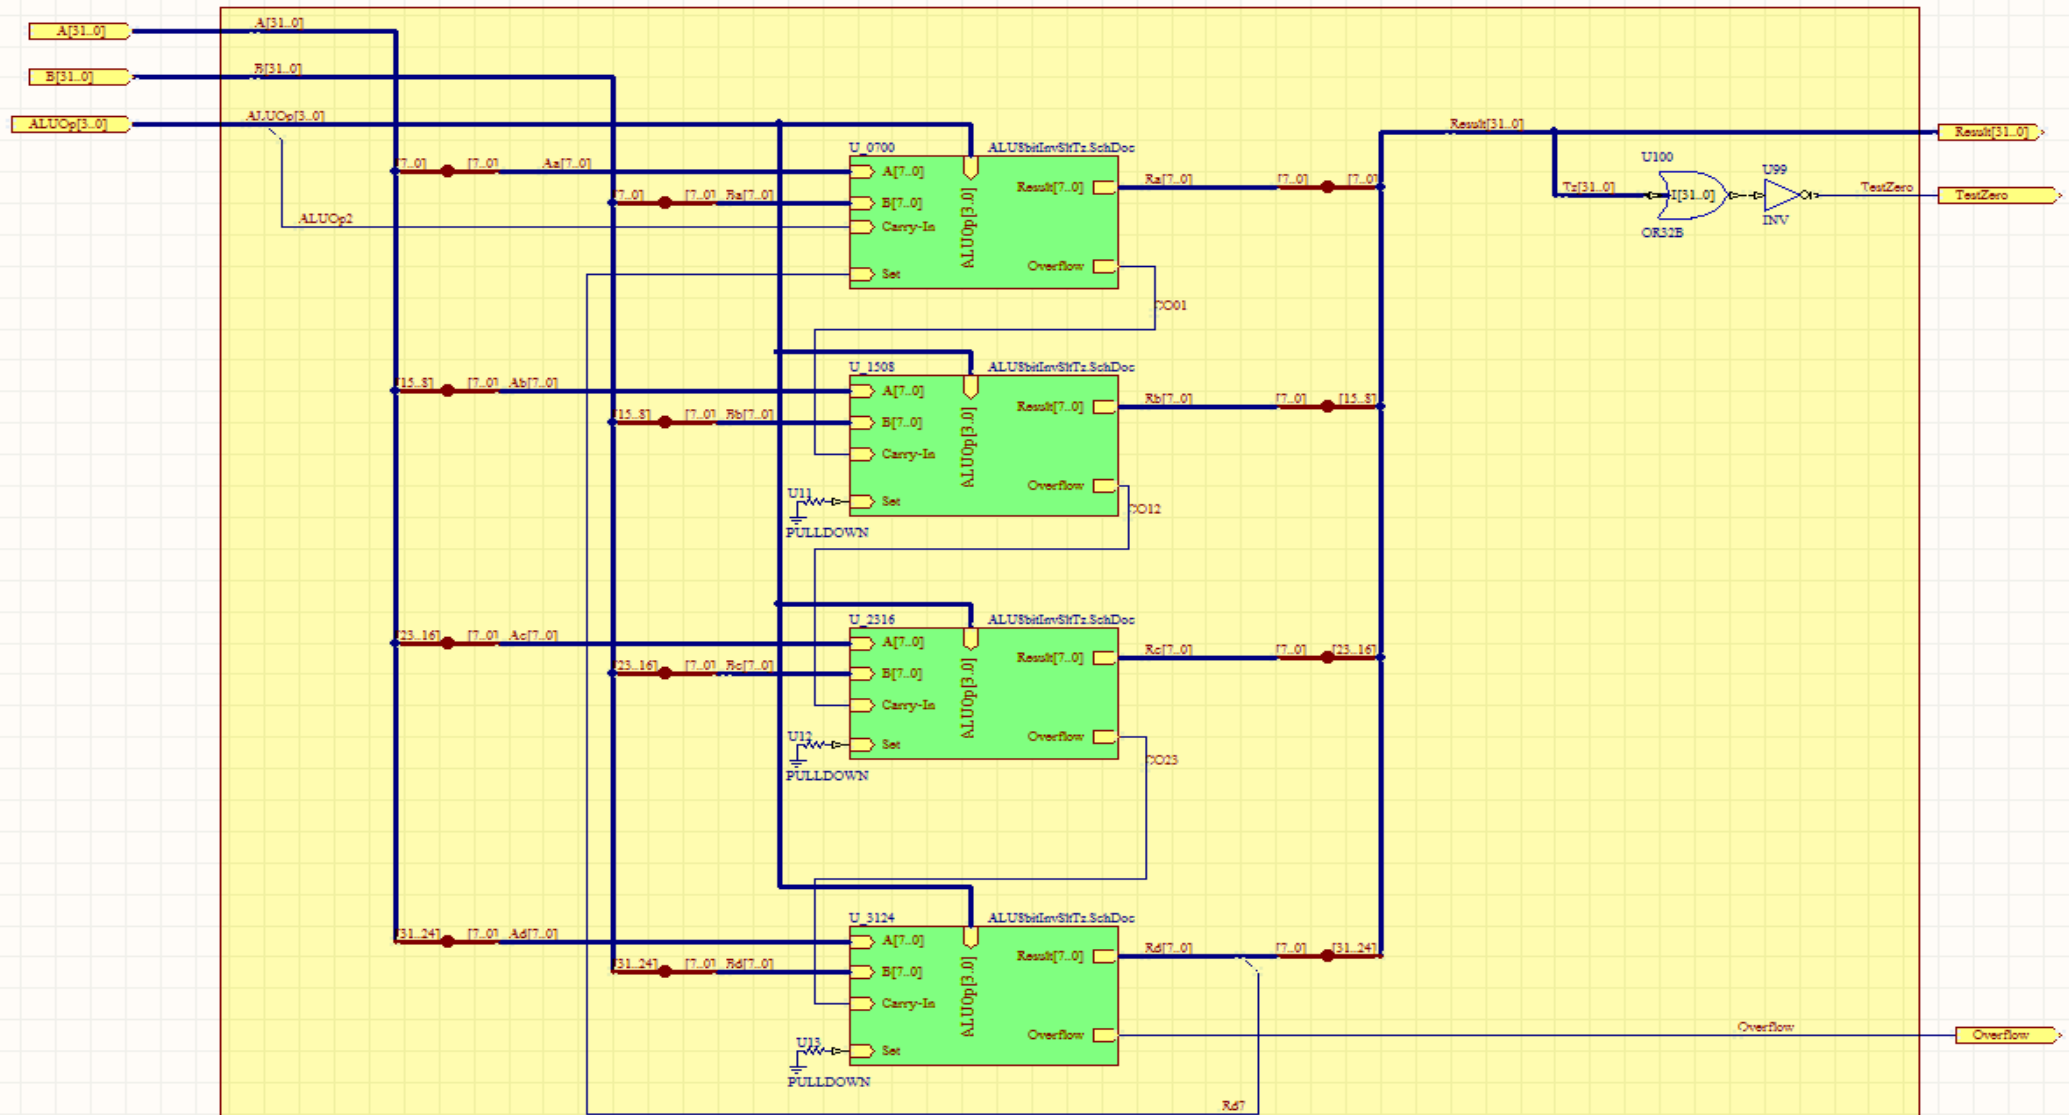 A[31..0]
A[31..0]
B[31..0]
B[31..0]
ALUOp[3..0]
ALUOp[3..0]
ALUOp2
U_0700
ALU8bitInvSltTz.SchDoc
[7..0]
[7..0]
Aa[7..0]
A[7..0]
[7..0]
[7..0]
Ba[7..0]
B[7..0]
Carry-In
Set
ALUOp[3..0]
Result[7..0]
Overflow
Ra[7..0]
[7..0]
[7..0]
CO01
Result[31..0]
Result[31..0]
U100
Tz[31..0]
I[31..0]
OR32B
U99
INV
TestZero
TestZero
U_1508
ALU8bitInvSltTz.SchDoc
[15..8]
[7..0]
Ab[7..0]
A[7..0]
[15..8]
[7..0]
Bb[7..0]
B[7..0]
Carry-In
U11
Set
PULLDOWN
ALUOp[3..0]
Result[7..0]
Overflow
Rb[7..0]
[7..0]
[15..8]
CO12
U_2316
ALU8bitInvSltTz.SchDoc
[23..16]
[7..0]
Ac[7..0]
A[7..0]
[23..16]
[7..0]
Bc[7..0]
B[7..0]
Carry-In
U12
Set
PULLDOWN
ALUOp[3..0]
Result[7..0]
Overflow
Rc[7..0]
[7..0]
[23..16]
CO23
U_3124
ALU8bitInvSltTz.SchDoc
[31..24]
[7..0]
Ad[7..0]
A[7..0]
[31..24]
[7..0]
Bd[7..0]
B[7..0]
Carry-In
U13
Set
PULLDOWN
ALUOp[3..0]
Result[7..0]
Overflow
Rd[7..0]
[7..0]
[31..24]
Overflow
Overflow
Rd7